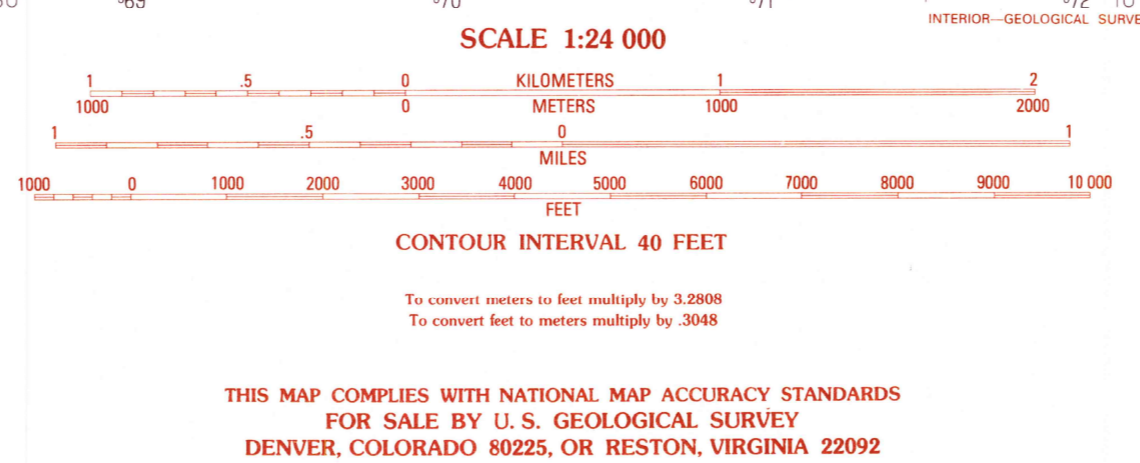 69 70 71 72
INTERIOR—GEOLOGICAL
SCALE 1:24 000
1 .5 0 KILOMETERS 1 2
1000 0 METERS 1000 2000
1 .5 0 1
MILES
1000 0 1000 2000 3000 4000 5000 6000 7000 8000 9000 10 000
FEET
CONTOUR INTERVAL 40 FEET
To convert meters to feet multiply by 3.2808
To convert feet to meters multiply by .3048
THIS MAP COMPLIES WITH NATIONAL MAP ACCURACY STANDARDS
FOR SALE BY U. S. GEOLOGICAL SURVEY
DENVER, COLORADO 80225, OR RESTON, VIRGINIA 22092